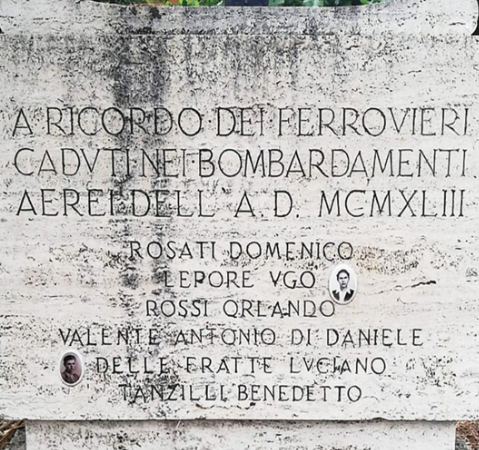 A RICORDO DEI FERROVIERI
CADVTI NEI BOMBARDAMENTI
AEREI DELL' A.D. MCMXLIII
ROSATI DOMENICO
LEPORE VGO
ROSSI ORLANDO
VALENTE ANTONIO DI DANIELE
DELLE FRATTE LVCIANO
TANZILLI BENEDETTO